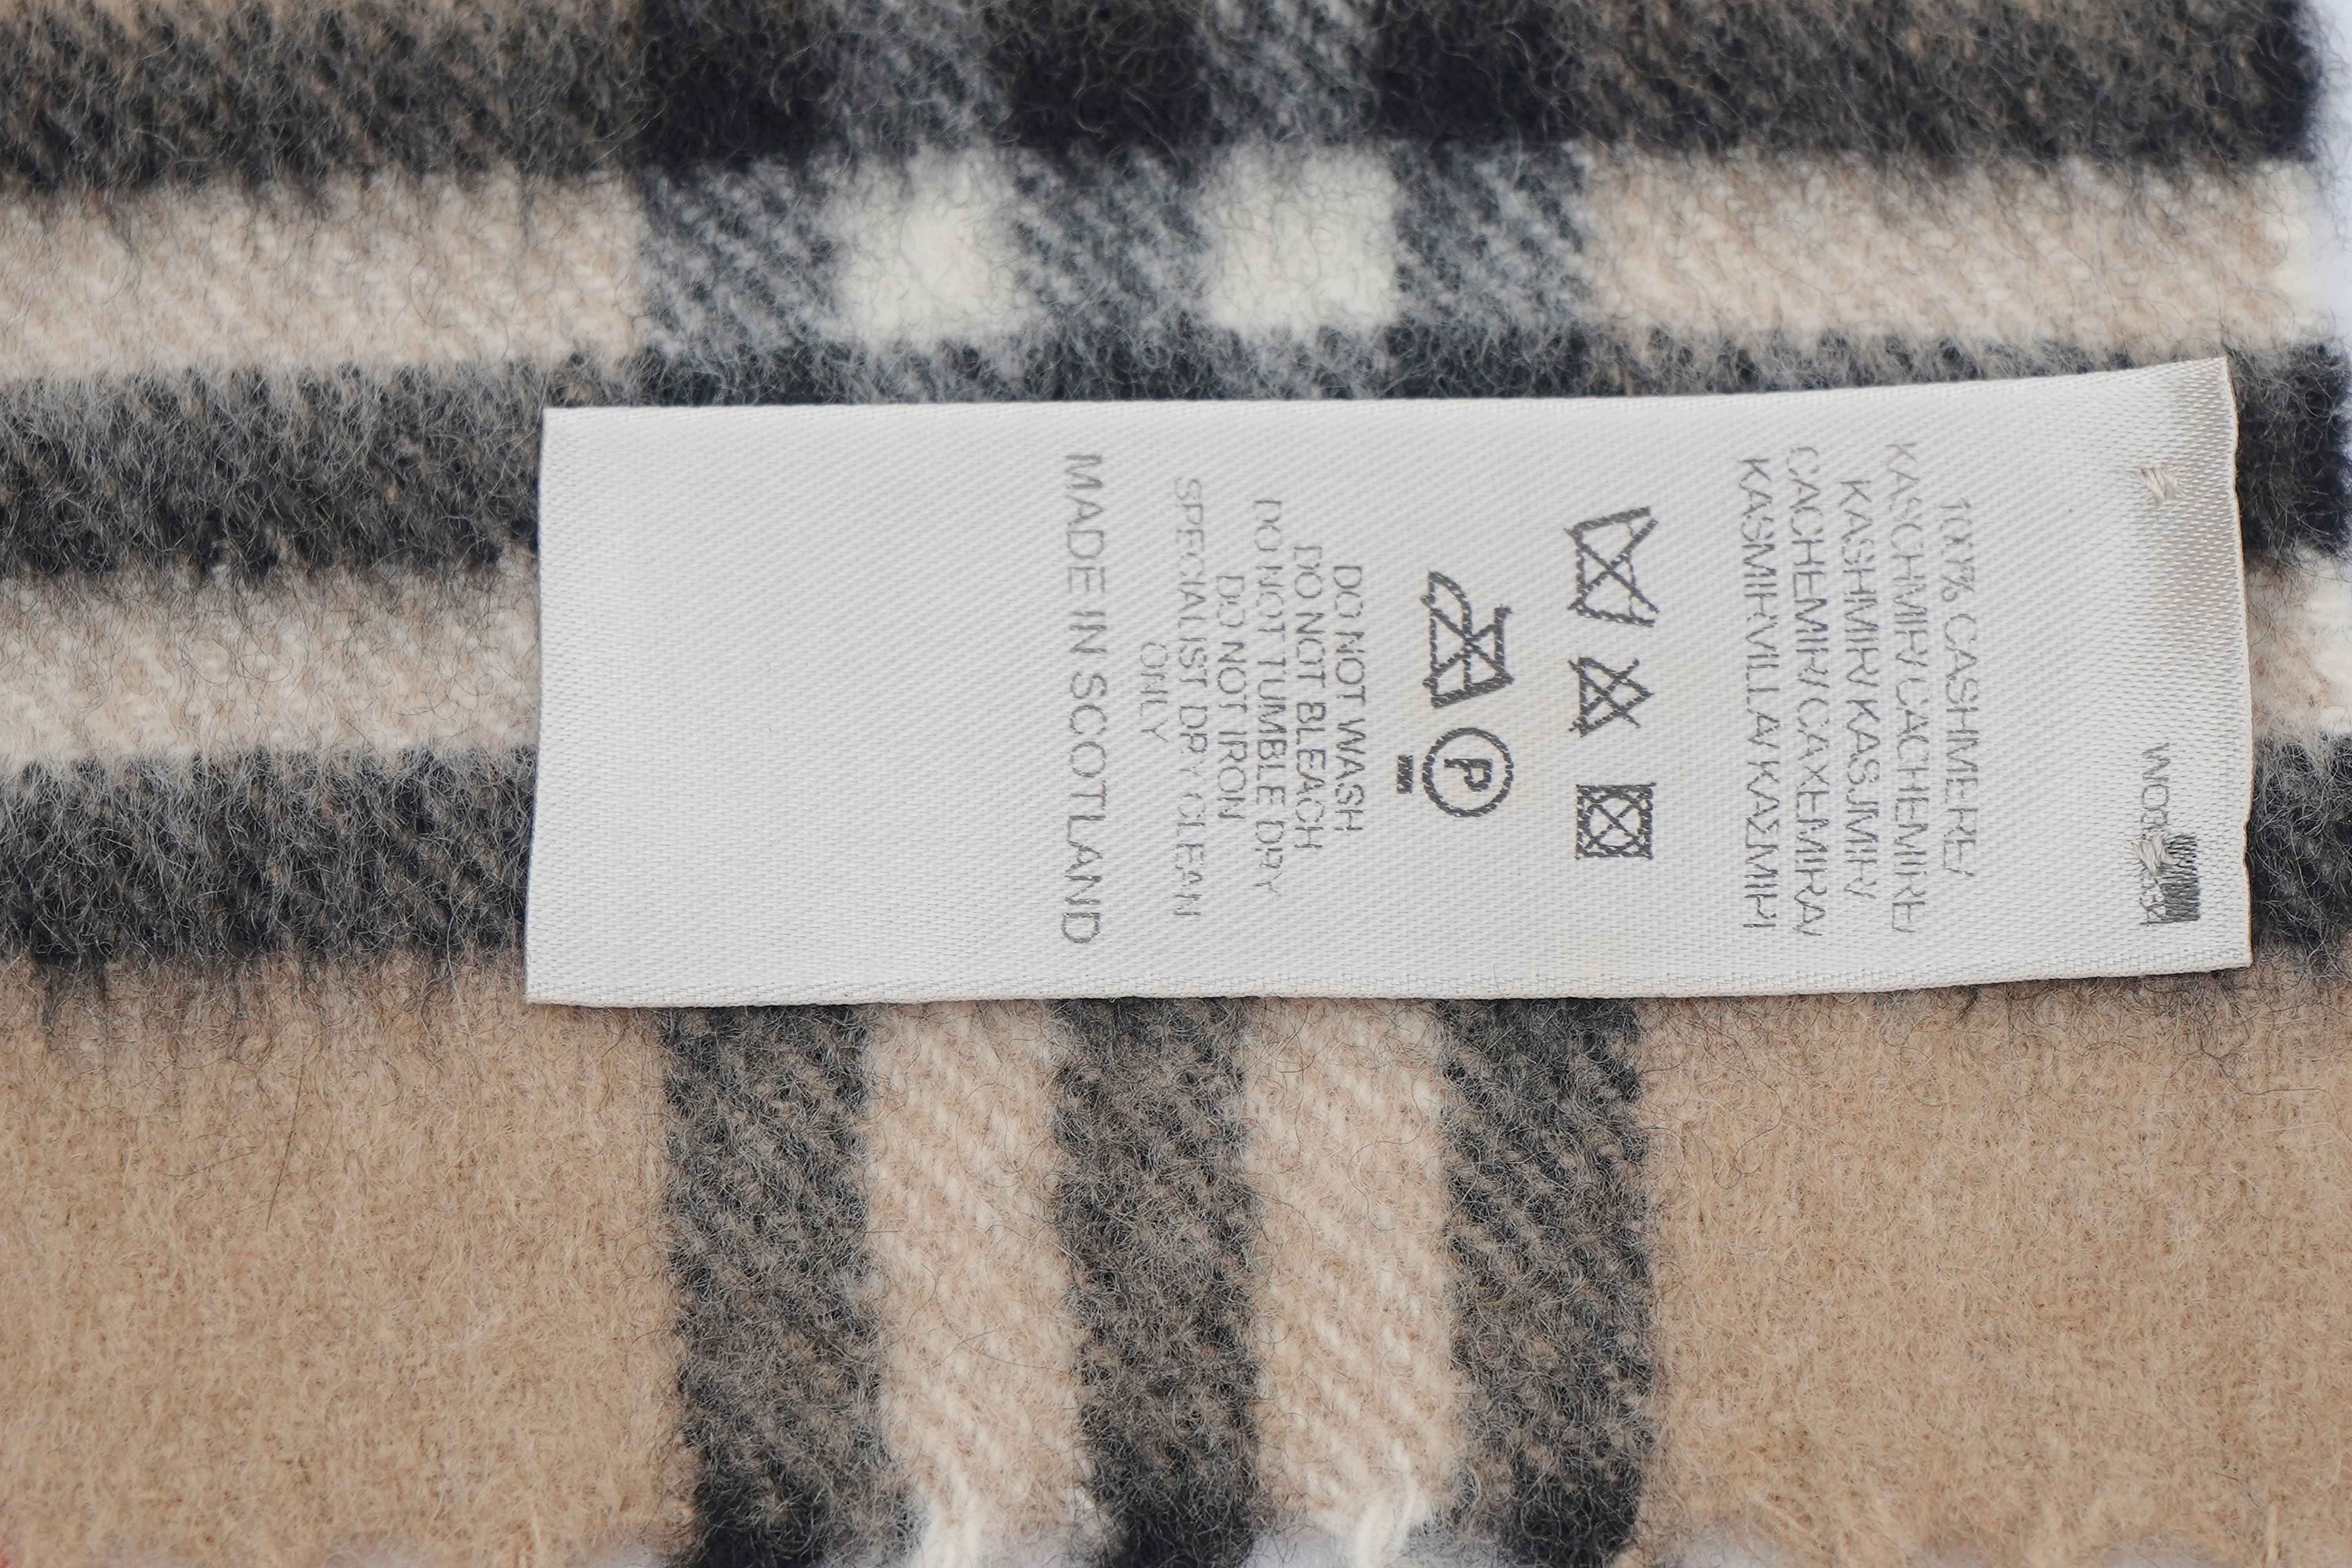 100% CASHMERE/
KASCHMIR/ CACHEMIRE/
KASHMIR/ KASJMIR/
CACHEMIR/ CAXEMIRA/
KASMIRVILLA/ ΚΑΣΜΙΡΙ
P
DO NOT WASH
DO NOT BLEACH
DO NOT TUMBLE DRY
DO NOT IRON
SPECIALIST DRY CLEAN
ONLY
MADE IN SCOTLAND